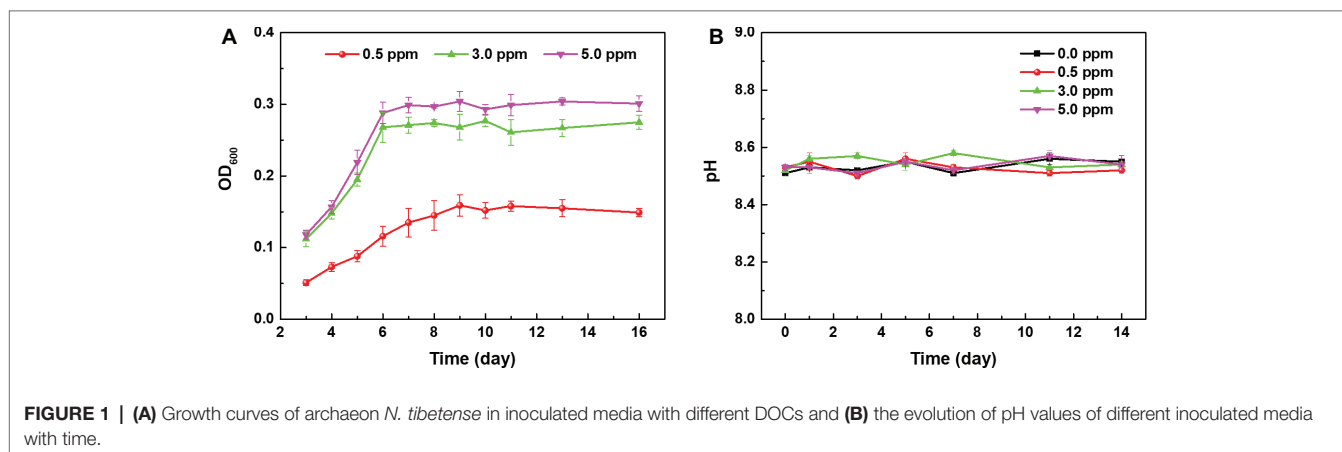 A
0.5 ppm 3.0 ppm 5.0 ppm
0.4
0.3
0.2
0.1
0.0
OD600
2 4 6 8 10 12 14 16
Time (day)
B
0.0 ppm
0.5 ppm
3.0 ppm
5.0 ppm
9.0
8.8
8.6
8.4
8.2
8.0
pH
0 2 4 6 8 10 12 14
Time (day)
FIGURE 1 | (A) Growth curves of archaeon N. tibetense in inoculated media with different DOCs and (B) the evolution of pH values of different inoculated media
with time.